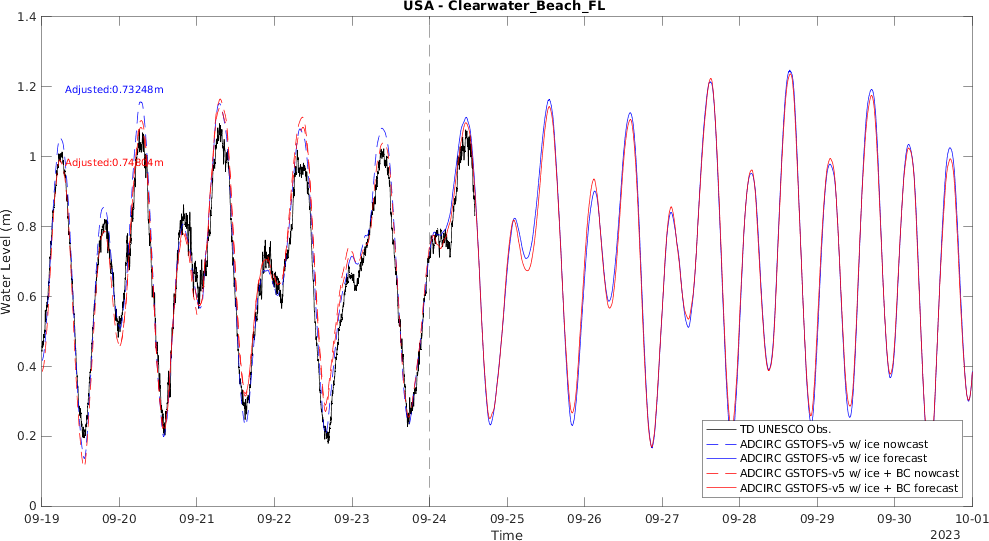 USA - Clearwater_Beach_FL
1.4
1.2
1
0.8
0.6
0.4
0.2
0
Water Level (m)
Adjusted:0.73248m
Adjusted:0.74804m
TD UNESCO Obs.
ADCIRC GSTOFS-v5 w/ ice nowcast
ADCIRC GSTOFS-v5 w/ ice forecast
ADCIRC GSTOFS-v5 w/ ice + BC nowcast
ADCIRC GSTOFS-v5 w/ ice + BC forecast
09-19 09-20 09-21 09-22 09-23 09-24 09-25 09-26 09-27 09-28 09-29 09-30 10-01
Time
2023